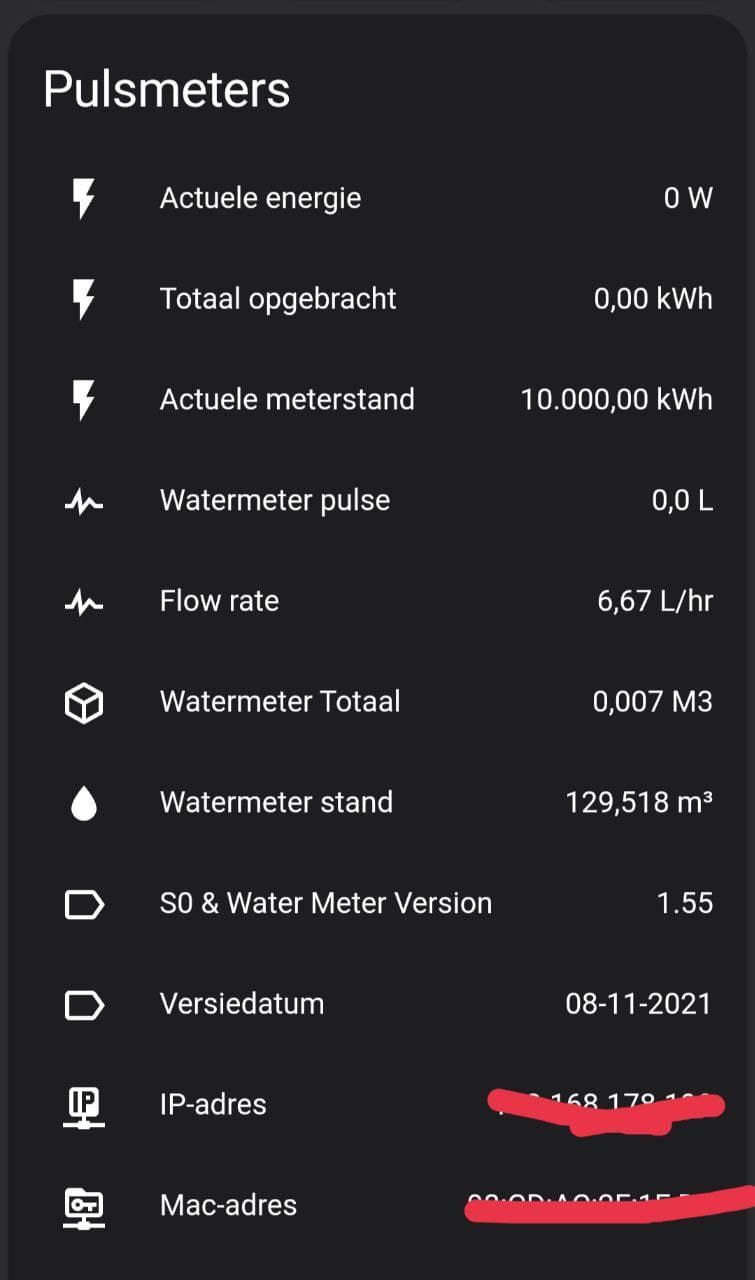 Pulsmeters
Actuele energie 0 W
Totaal opgebracht 0,00 kWh
Actuele meterstand 10.000,00 kWh
Watermeter pulse 0,0 L
Flow rate 6,67 L/hr
Watermeter Totaal 0,007 M3
Watermeter stand 129,518 m³
S0 & Water Meter Version 1.55
Versiedatum 08-11-2021
IP
IP-adres
Mac-adres